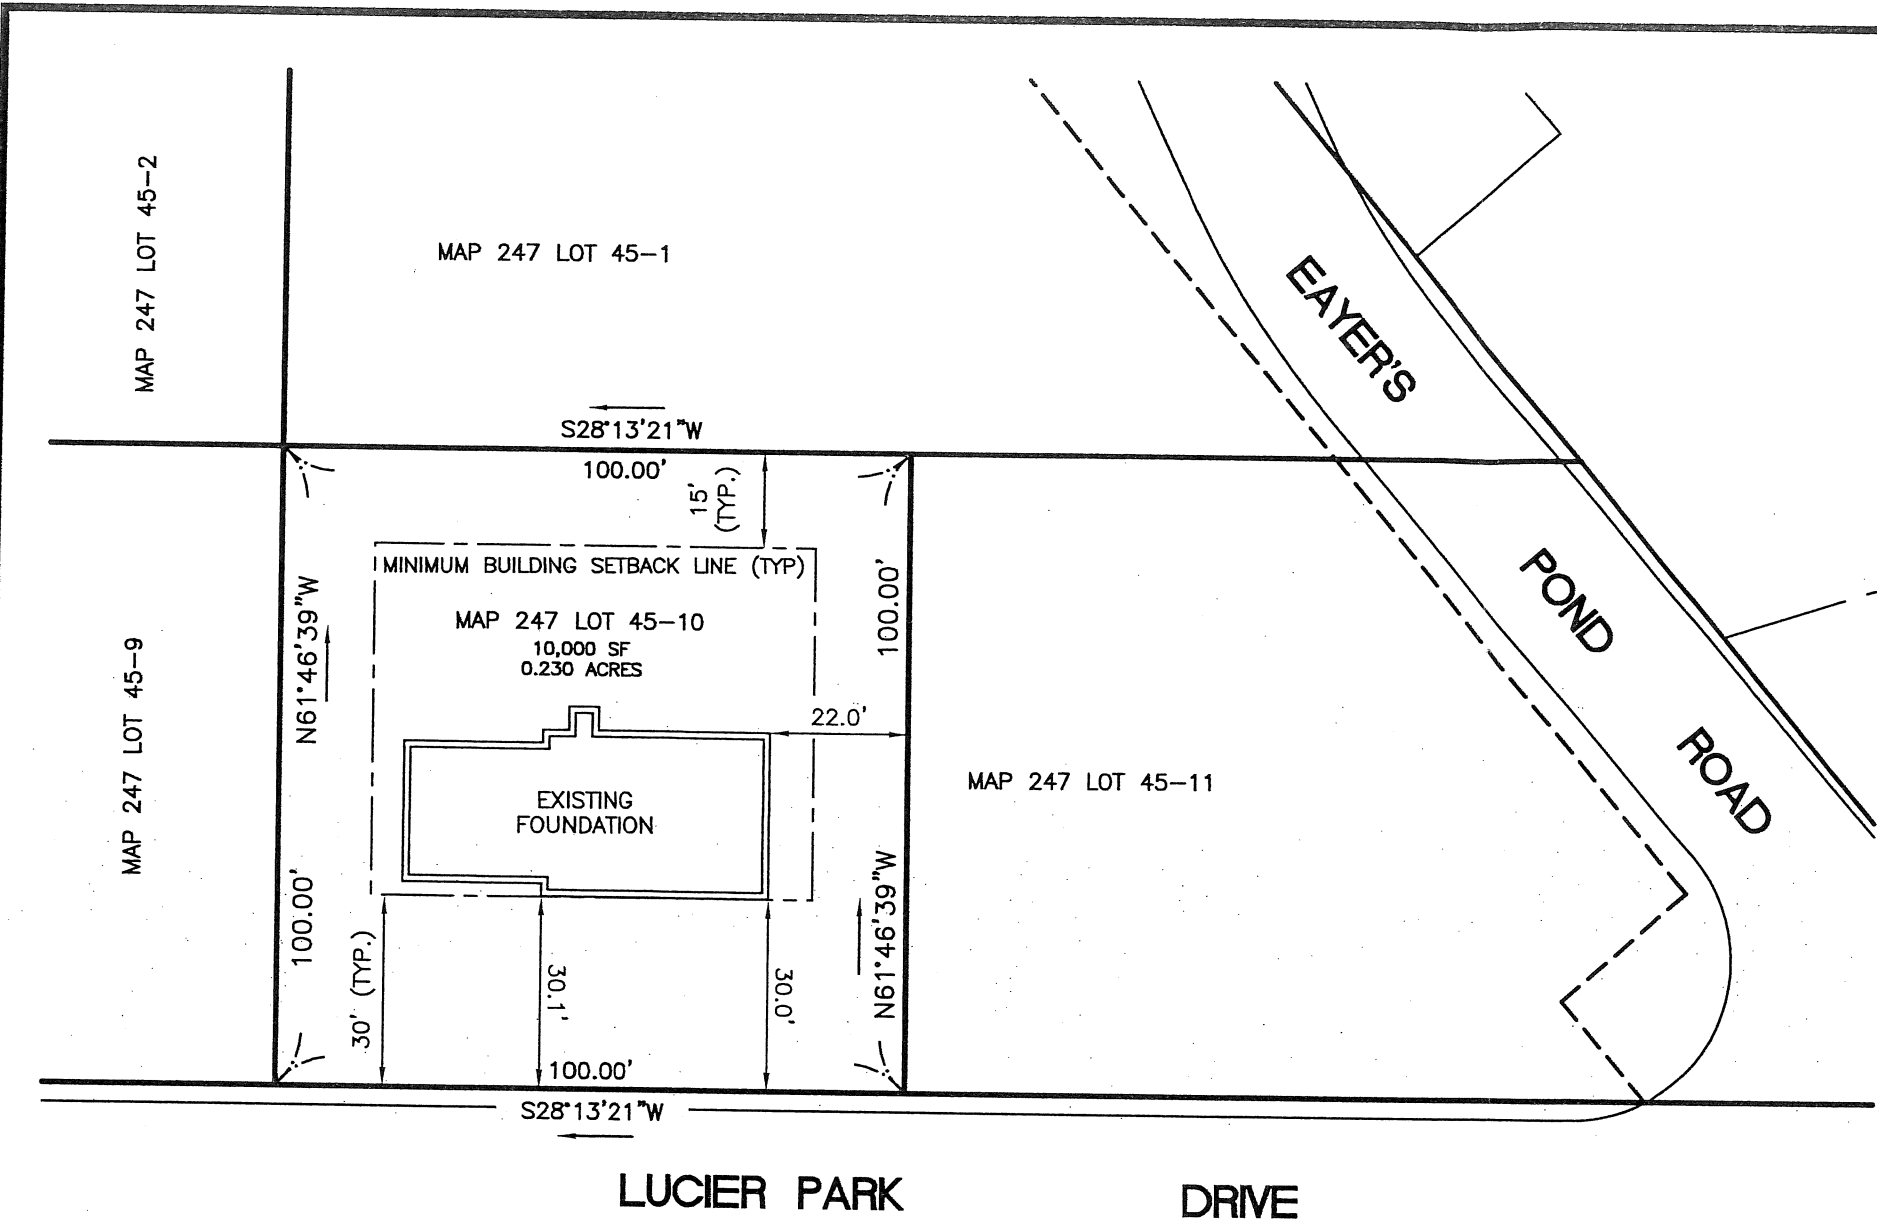 MAP 247 LOT 45-2
MAP 247 LOT 45-1
EAYER'S
POND
ROAD
S28°13'21"W
100.00'
15'
(TYP.)
MINIMUM BUILDING SETBACK LINE (TYP)
MAP 247 LOT 45-10
10,000 SF
0.230 ACRES
N61°46'39"W
100.00'
100.00'
N61°46'39"W
22.0'
MAP 247 LOT 45-9
EXISTING
FOUNDATION
MAP 247 LOT 45-11
30' (TYP.)
30.1'
30.0'
100.00'
S28°13'21"W
LUCIER PARK DRIVE